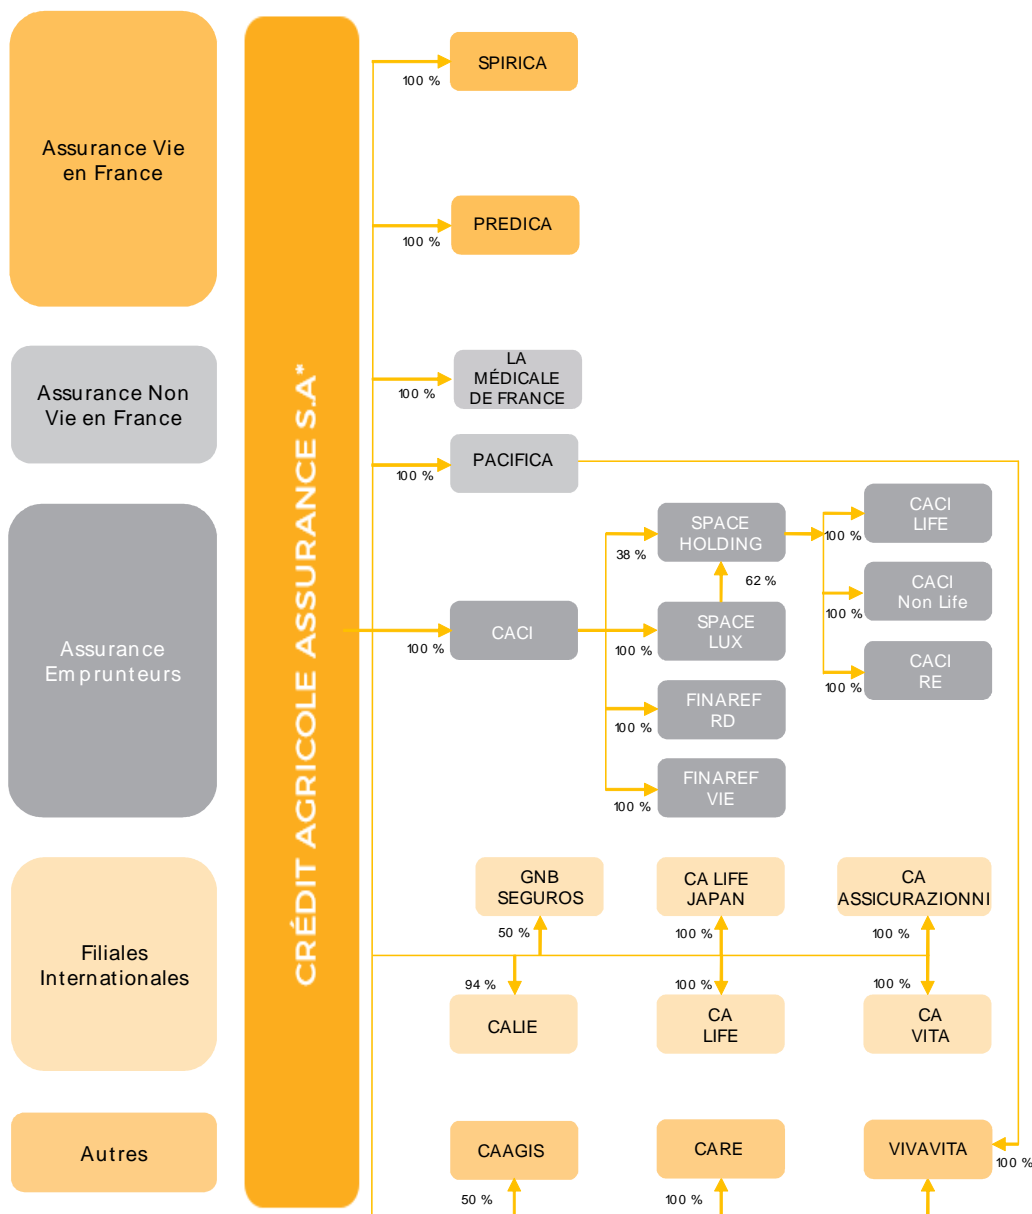 Assurance Vie
en France
Assurance Non
Vie en France
Assurance
Emprunteurs
Filiales
Internationales
Autres
CRÉDIT AGRICOLE ASSURANCE S.A*
SPIRICA
100 %
PREDICA
100 %
LA
MÉDICALE
DE FRANCE
100 %
PACIFICA
100 %
CACI
100 %
SPACE
HOLDING
38 %
62 %
SPACE
LUX
100 %
FINAREF
RD
100 %
FINAREF
VIE
100 %
CACI
LIFE
100 %
CACI
Non Life
100 %
CACI
RE
100 %
GNB
SEGUROS
50 %
CA LIFE
JAPAN
100 %
CA
ASSICURAZIONNI
100 %
94 %
CALIE
100 %
CA
LIFE
100 %
CA
VITA
CAAGIS
50 %
CARE
100 %
VIVAVITA
100 %